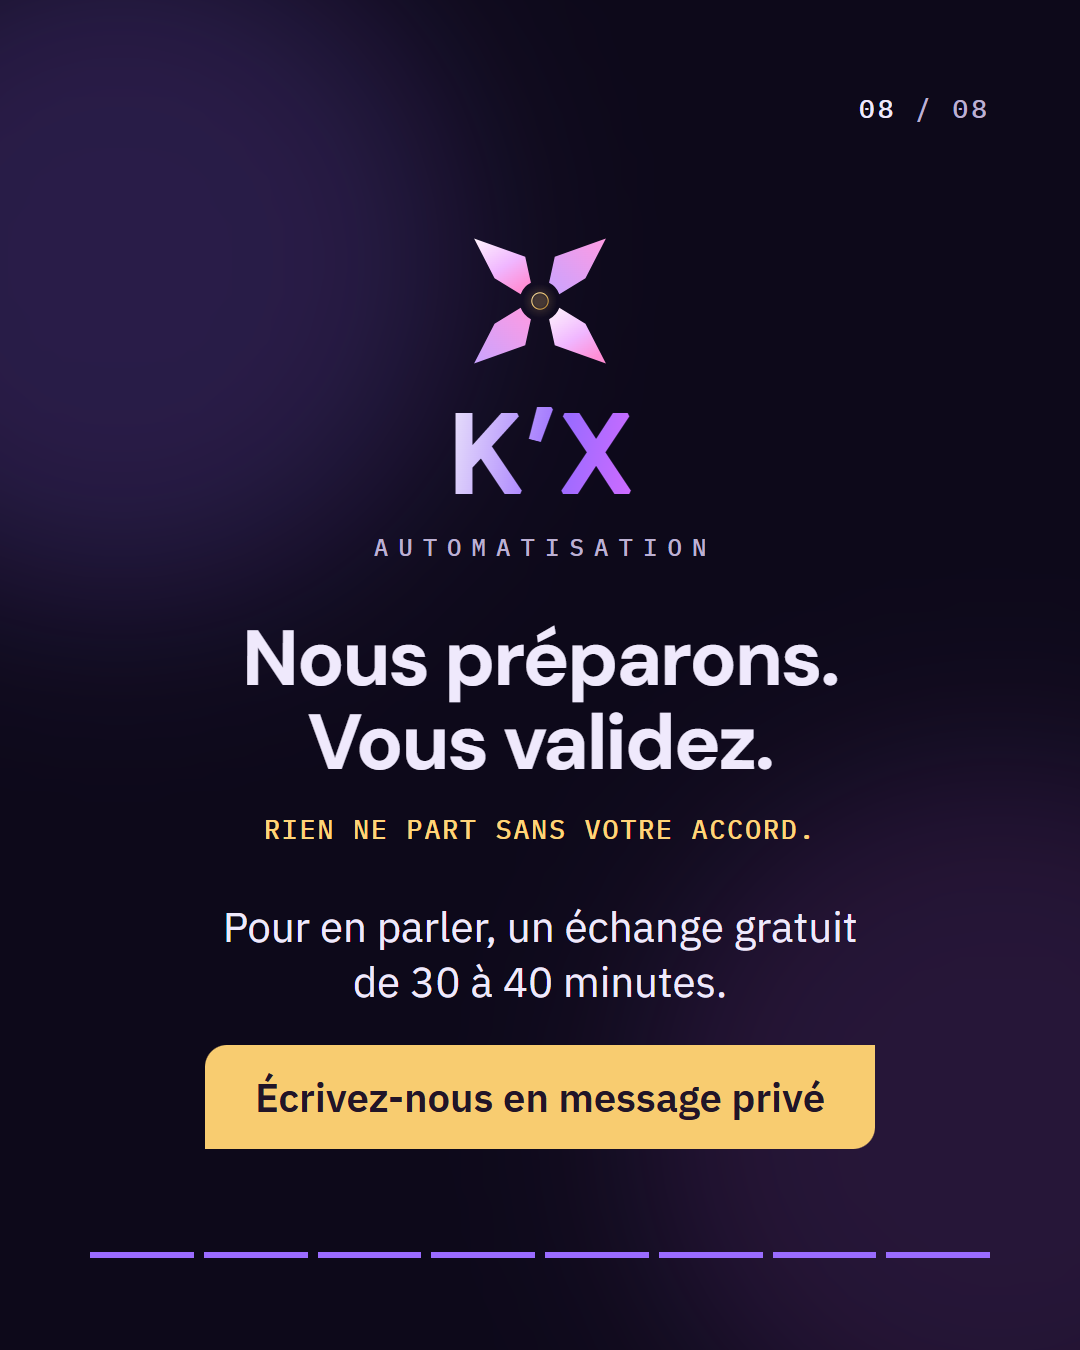 08 / 08
K’X
AUTOMATISATION
Nous préparons.
Vous validez.
RIEN NE PART SANS VOTRE ACCORD.
Pour en parler, un échange gratuit
de 30 à 40 minutes.
Écrivez-nous en message privé